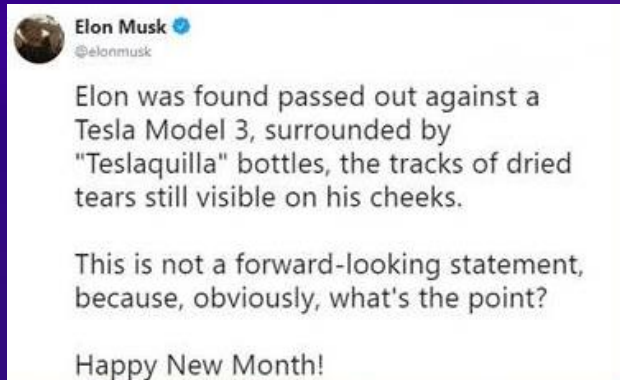 Elon Musk
@elonmusk
Elon was found passed out against a
Tesla Model 3, surrounded by
"Teslaquilla" bottles, the tracks of dried
tears still visible on his cheeks.
This is not a forward-looking statement,
because, obviously, what's the point?
Happy New Month!